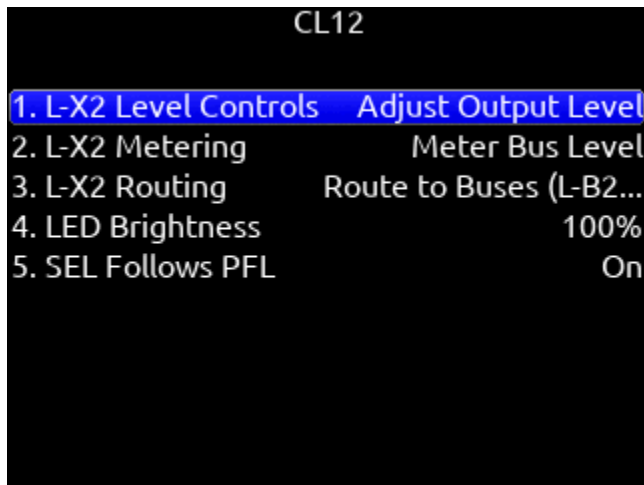 CL12
1. L-X2 Level Controls Adjust Output Level
2. L-X2 Metering Meter Bus Level
3. L-X2 Routing Route to Buses (L-B2...
4. LED Brightness 100%
5. SEL Follows PFL On